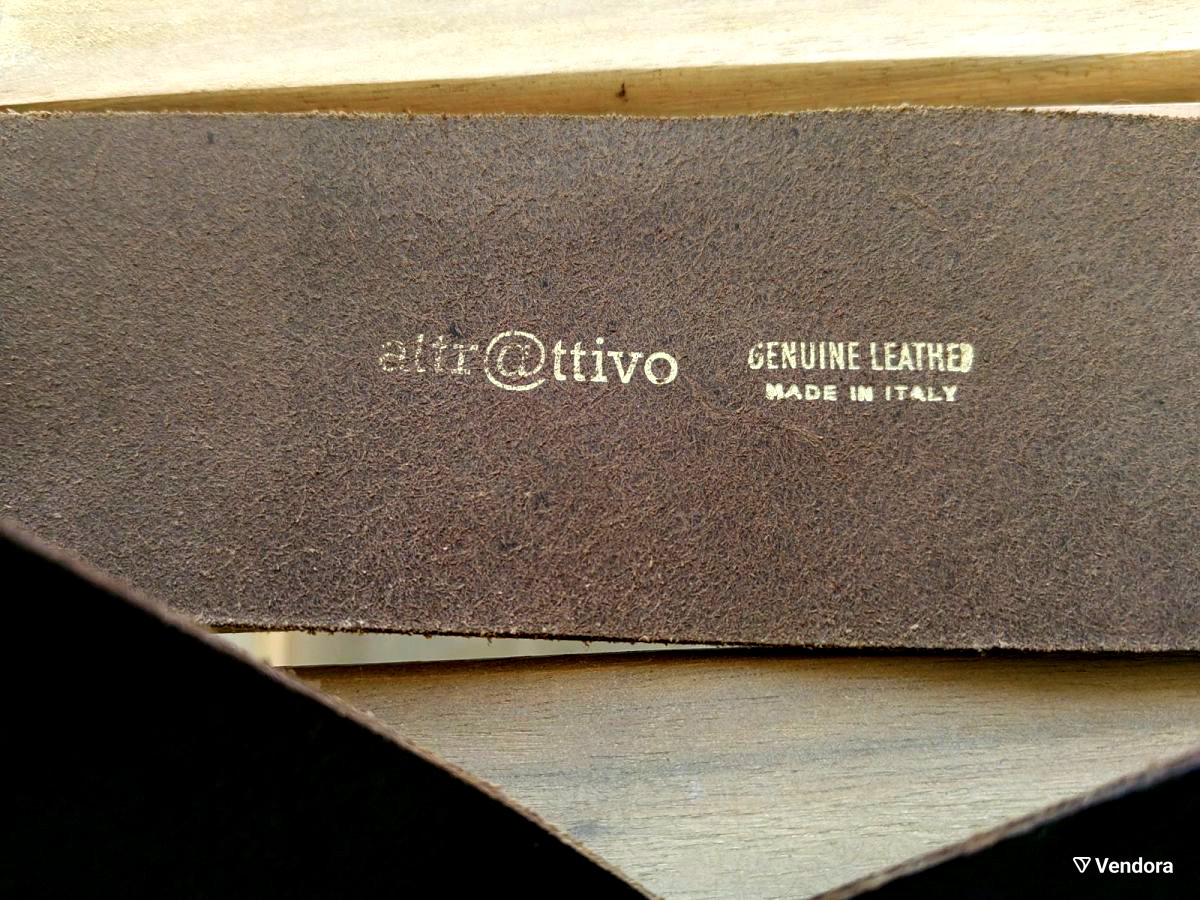 attr@ttivo
GENUINE LEATHER
MADE IN ITALY
Vendora